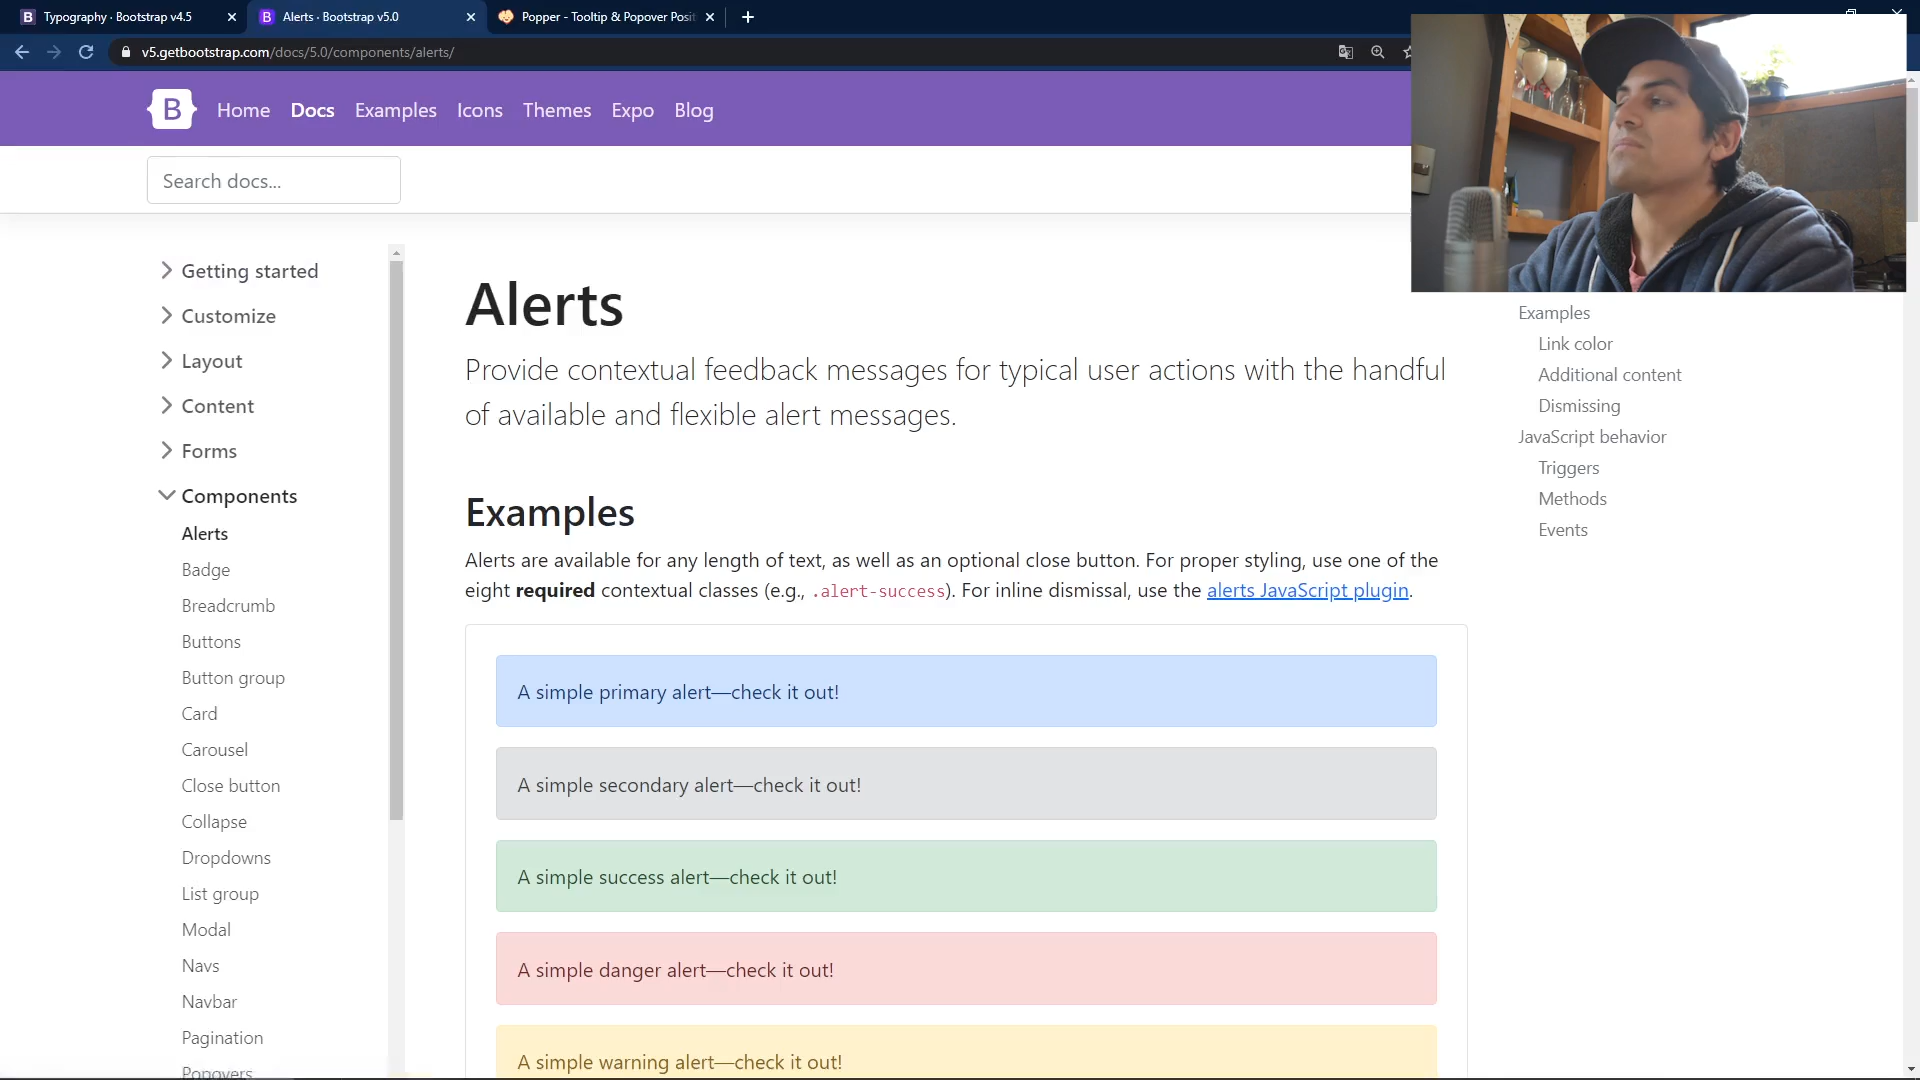 Typography · Bootstrap v4.5
Alerts · Bootstrap v5.0
Popper - Tooltip & Popover Posit
v5.getbootstrap.com/docs/5.0/components/alerts/
B
Home
Docs
Examples
Icons
Themes
Expo
Blog
Search docs...
Getting started
Customize
Layout
Content
Forms
Components
Alerts
Badge
Breadcrumb
Buttons
Button group
Card
Carousel
Close button
Collapse
Dropdowns
List group
Modal
Navs
Navbar
Pagination
Popovers
Alerts
Provide contextual feedback messages for typical user actions with the handful
of available and flexible alert messages.
Examples
Alerts are available for any length of text, as well as an optional close button. For proper styling, use one of the
eight required contextual classes (e.g., .alert-success). For inline dismissal, use the alerts JavaScript plugin.
A simple primary alert—check it out!
A simple secondary alert—check it out!
A simple success alert—check it out!
A simple danger alert—check it out!
A simple warning alert—check it out!
Examples
Link color
Additional content
Dismissing
JavaScript behavior
Triggers
Methods
Events